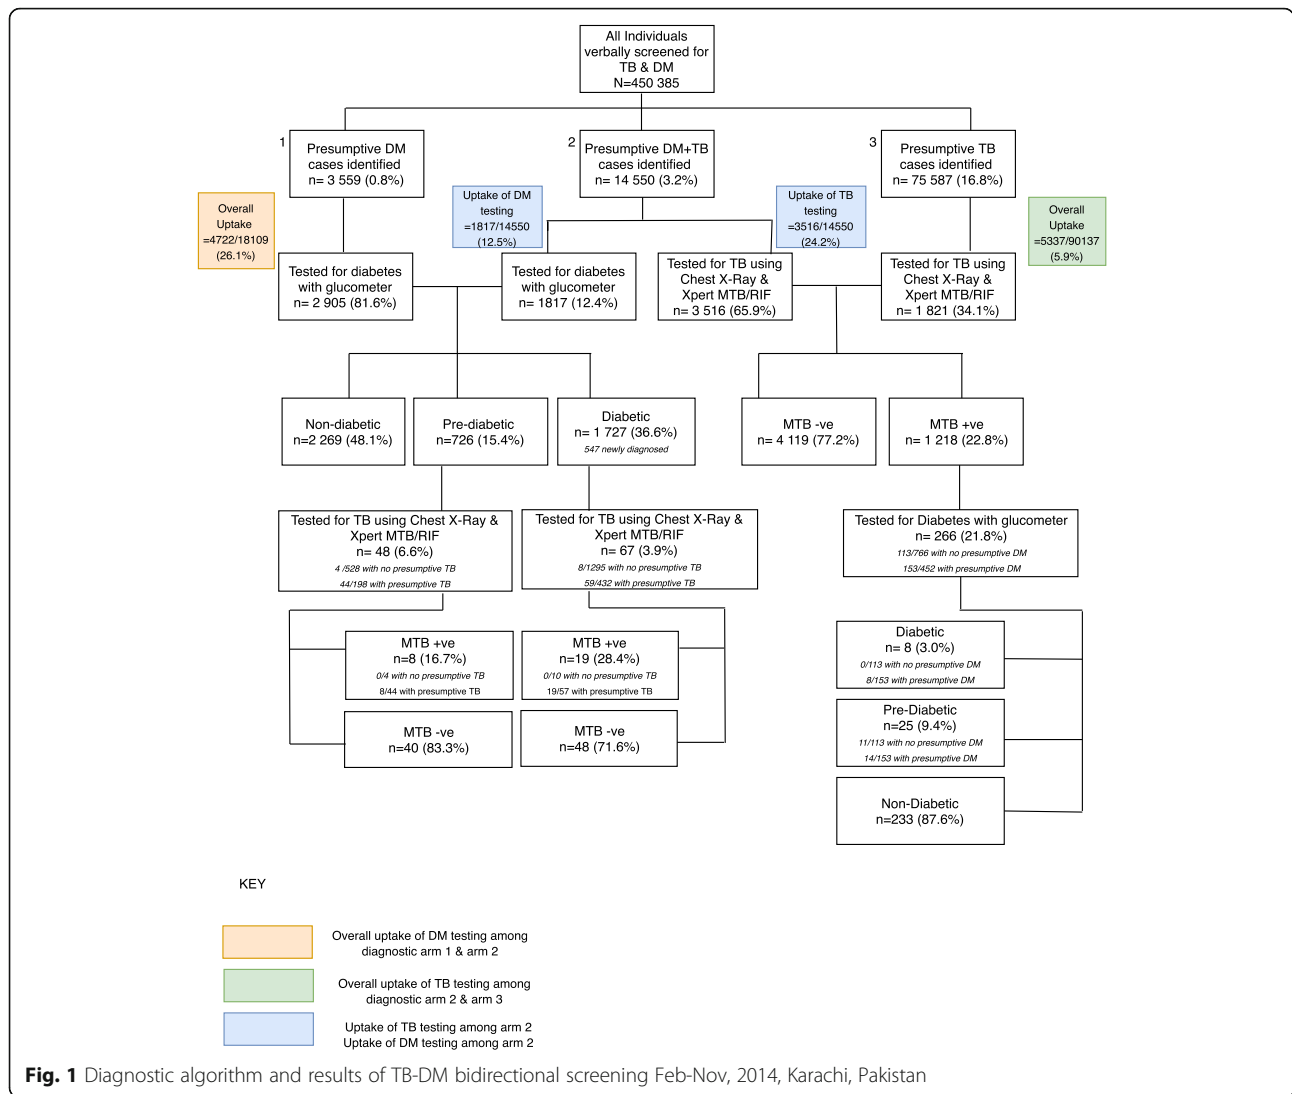 All Individuals
verbally screened for
TB & DM
N=450 385
1
Presumptive DM
cases identified
n= 3 559 (0.8%)
2
Presumptive DM+TB
cases identified
n= 14 550 (3.2%)
3
Presumptive TB
cases identified
n= 75 587 (16.8%)
Overall
Uptake
=4722/18109
(26.1%)
Uptake of DM
testing
=1817/14550
(12.5%)
Uptake of TB
testing
=3516/14550
(24.2%)
Overall
Uptake
=5337/90137
(5.9%)
Tested for diabetes
with glucometer
n= 2 905 (81.6%)
Tested for diabetes
with glucometer
n= 1817 (12.4%)
Tested for TB using
Chest X-Ray &
Xpert MTB/RIF
n= 3 516 (65.9%)
Tested for TB using
Chest X-Ray &
Xpert MTB/RIF
n= 1 821 (34.1%)
Non-diabetic
n=2 269 (48.1%)
Pre-diabetic
n=726 (15.4%)
Diabetic
n= 1 727 (36.6%)
547 newly diagnosed
MTB -ve
n= 4 119 (77.2%)
MTB +ve
n= 1 218 (22.8%)
Tested for TB using Chest X-Ray &
Xpert MTB/RIF
n= 48 (6.6%)
4 /528 with no presumptive TB
44/198 with presumptive TB
Tested for TB using Chest X-Ray &
Xpert MTB/RIF
n= 67 (3.9%)
8/1295 with no presumptive TB
59/432 with presumptive TB
Tested for Diabetes with glucometer
n= 266 (21.8%)
113/766 with no presumptive DM
153/452 with presumptive DM
MTB +ve
n=8 (16.7%)
0/4 with no presumptive TB
8/44 with presumptive TB
MTB +ve
n=19 (28.4%)
0/10 with no presumptive TB
19/57 with presumptive TB
MTB -ve
n=40 (83.3%)
MTB -ve
n=48 (71.6%)
Diabetic
n= 8 (3.0%)
0/113 with no presumptive DM
8/153 with presumptive DM
Pre-Diabetic
n=25 (9.4%)
11/113 with no presumptive DM
14/153 with presumptive DM
Non-Diabetic
n=233 (87.6%)
KEY
Overall uptake of DM testing among
diagnostic arm 1 & arm 2
Overall uptake of TB testing among
diagnostic arm 2 & arm 3
Uptake of TB testing among arm 2
Uptake of DM testing among arm 2
Fig. 1 Diagnostic algorithm and results of TB-DM bidirectional screening Feb-Nov, 2014, Karachi, Pakistan